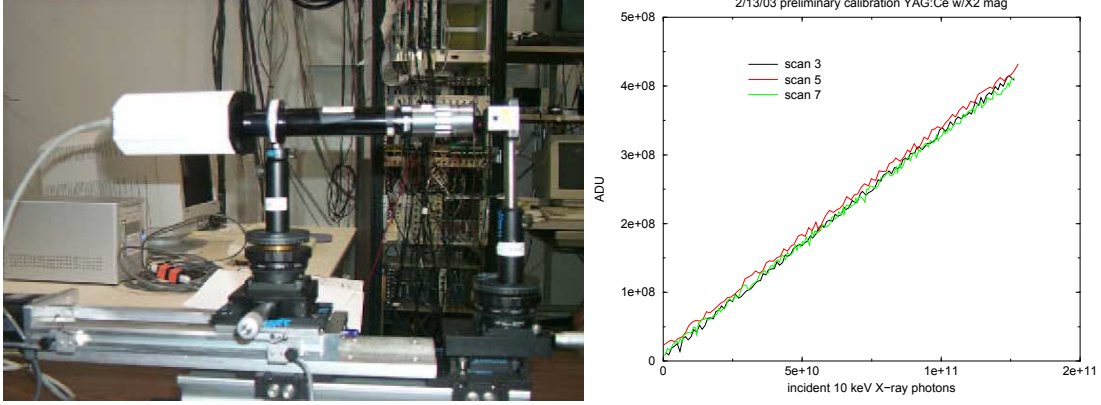 2/13/03 preliminary calibration YAG:Ce w/X2 mag
5e+08
4e+08
3e+08
2e+08
1e+08
0
ADU
scan 3
scan 5
scan 7
0
5e+10
1e+11
2e+11
incident 10 keV X−ray photons